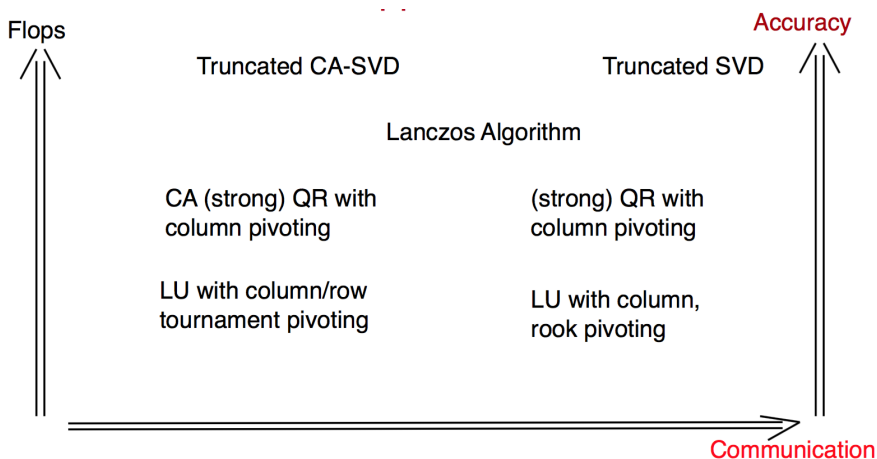 Flops
Accuracy
Truncated CA-SVD
Truncated SVD
Lanczos Algorithm
CA (strong) QR with
column pivoting
(strong) QR with
column pivoting
LU with column/row
tournament pivoting
LU with column,
rook pivoting
Communication